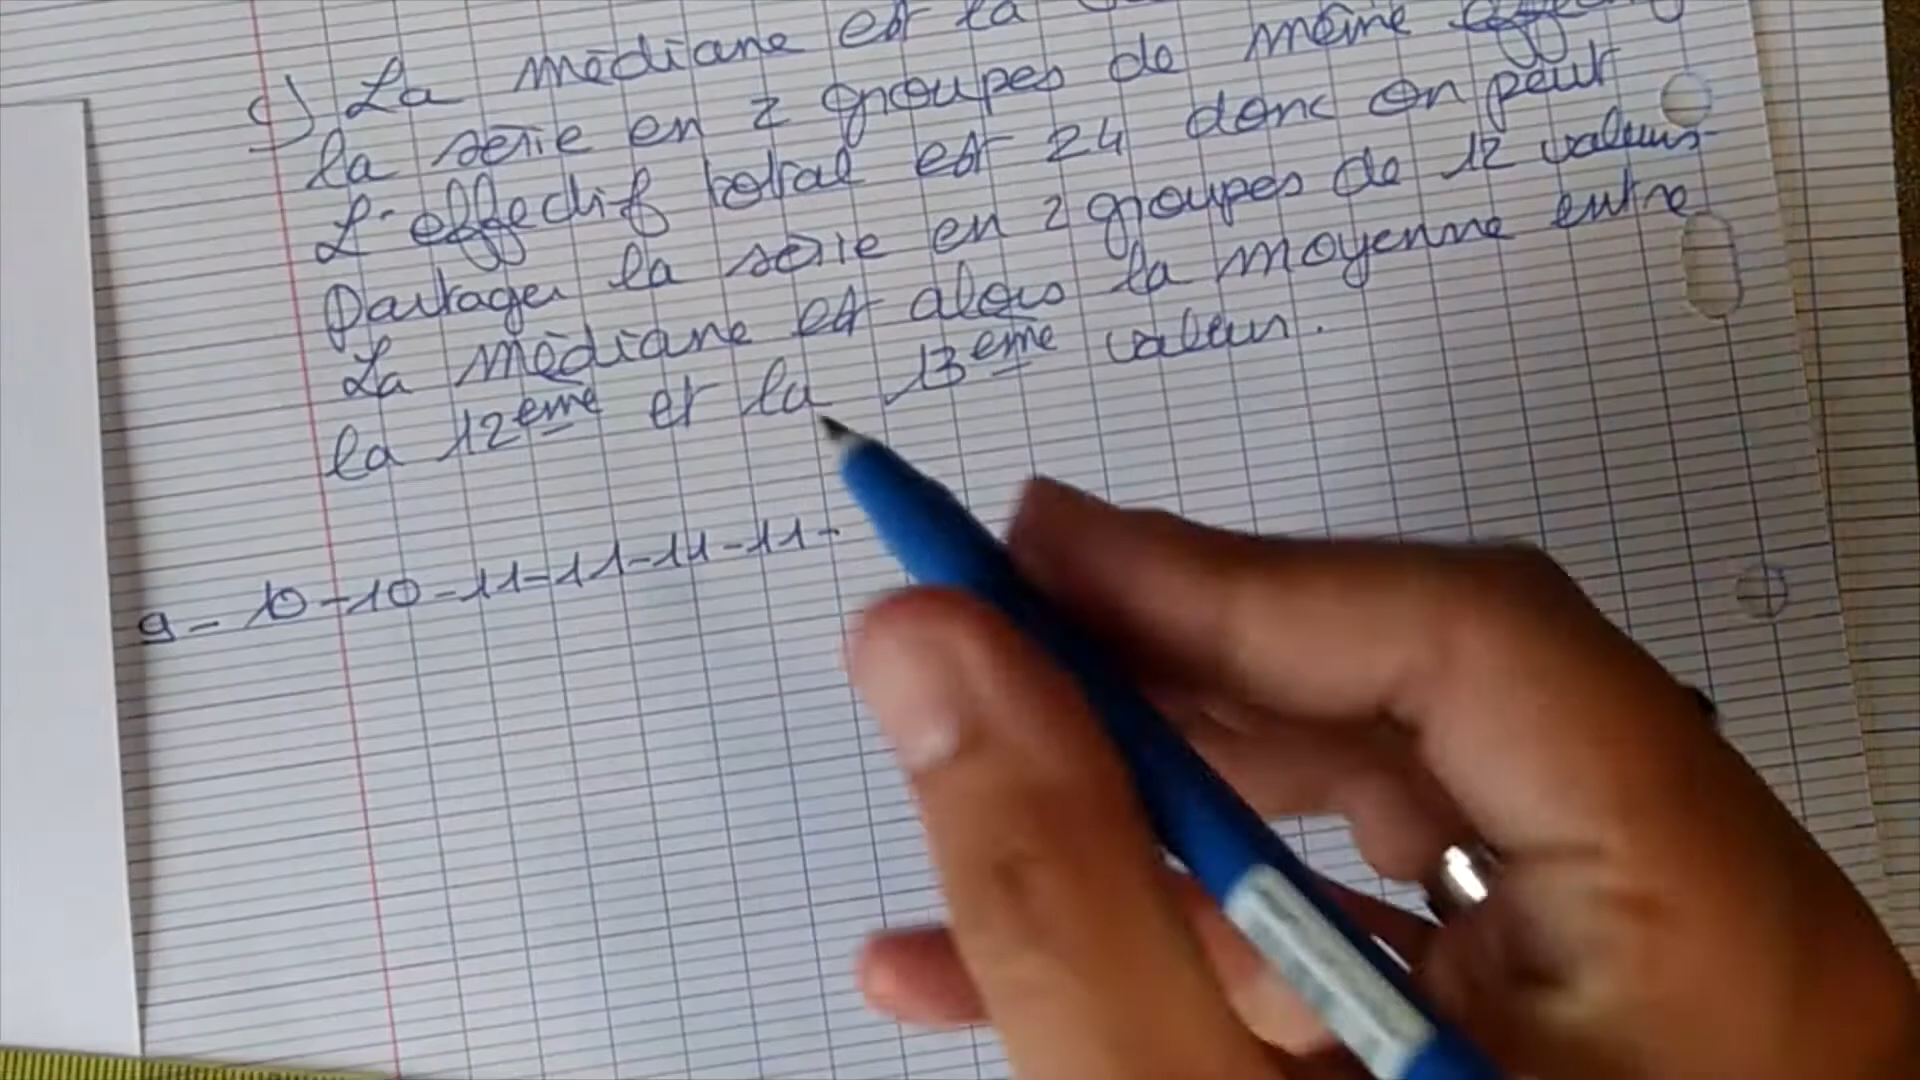 c) La médiane est la
la série en 2 groupes de même
L'effectif total est 24 donc on peut
partager la série en 2 groupes de 12 valeurs
La médiane est alors la moyenne entre
la 12eme et la 13eme valeur.
9 - 10 - 10 - 11 - 11 - 11 - 11 -